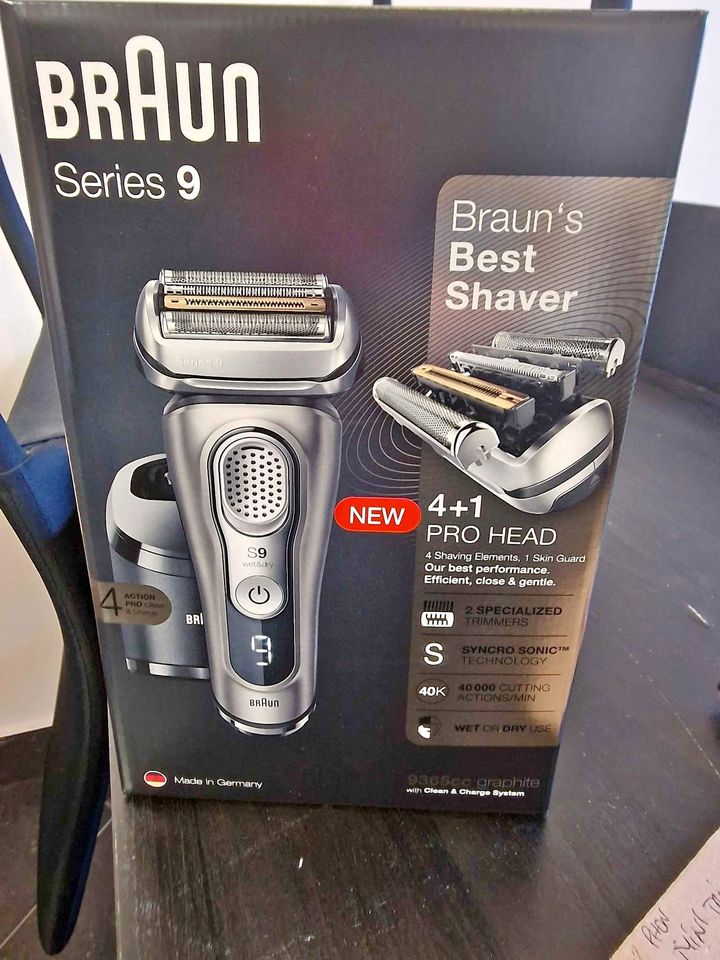 BRAUN
Series 9
Braun's
Best
Shaver
Series 9
NEW
4+1
PRO HEAD
4 Shaving Elements, 1 Skin Guard
Our best performance.
Efficient, close & gentle.
S9
wet&dry
4
ACTION
PRO Clean
& Charge
BRA
9
BRAUN
2 SPECIALIZED
TRIMMERS
S
SYNCRO SONIC™
TECHNOLOGY
40K
40 000 CUTTING
ACTIONS/MIN
WET OR DRY USE
Made in Germany
9365cc graphite
with Clean & Charge System